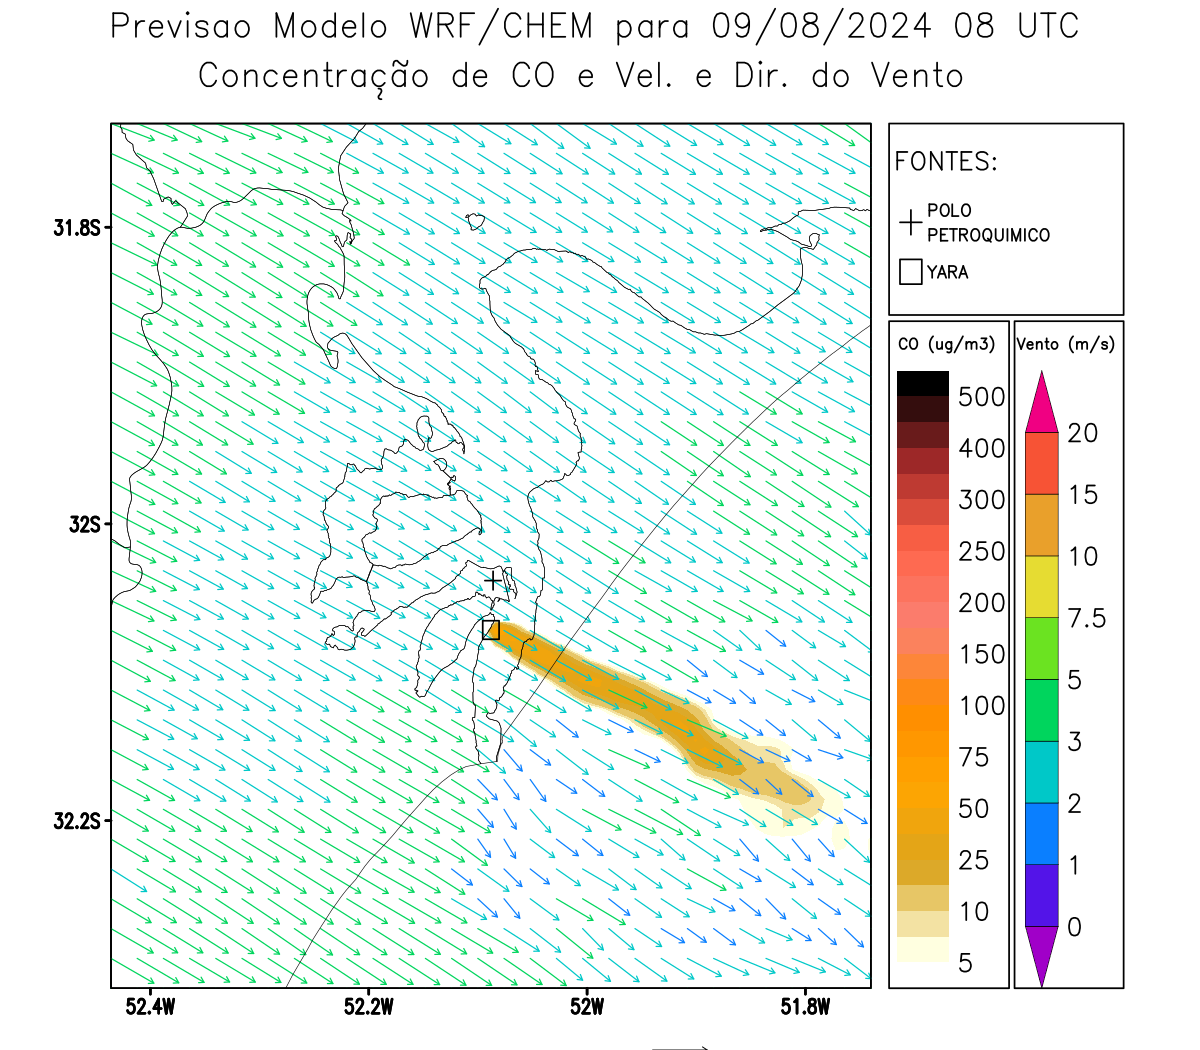 Previsao Modelo WRF/CHEM para 09/08/2024 08 UTC
Concentração de CO e Vel. e Dir. do Vento
FONTES:
POLO
PETROQUIMICO
YARA
CO (ug/m3)
500
400
300
250
200
150
100
75
50
25
10
5
Vento (m/s)
20
15
10
7.5
5
3
2
1
0
31.8S
32S
32.2S
52.4W
52.2W
52W
51.8W